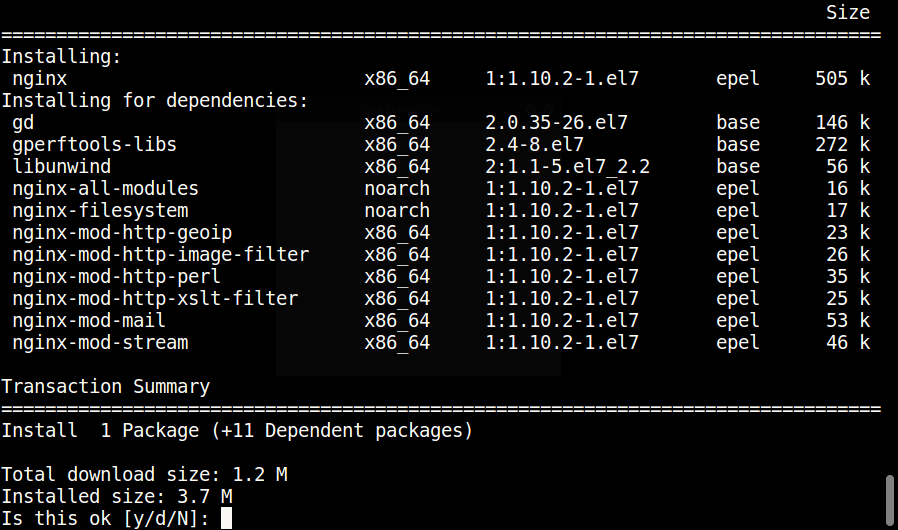 Size
================================================================================
Installing:
 nginx                          x86_64     1:1.10.2-1.el7       epel     505 k
Installing for dependencies:
 gd                             x86_64     2.0.35-26.el7        base     146 k
 gperftools-libs                x86_64     2.4-8.el7            base     272 k
 libunwind                      x86_64     2:1.1-5.el7_2.2      base      56 k
 nginx-all-modules              noarch     1:1.10.2-1.el7       epel      16 k
 nginx-filesystem               noarch     1:1.10.2-1.el7       epel      17 k
 nginx-mod-http-geoip           x86_64     1:1.10.2-1.el7       epel      23 k
 nginx-mod-http-image-filter    x86_64     1:1.10.2-1.el7       epel      26 k
 nginx-mod-http-perl            x86_64     1:1.10.2-1.el7       epel      35 k
 nginx-mod-http-xslt-filter     x86_64     1:1.10.2-1.el7       epel      25 k
 nginx-mod-mail                 x86_64     1:1.10.2-1.el7       epel      53 k
 nginx-mod-stream               x86_64     1:1.10.2-1.el7       epel      46 k

Transaction Summary
================================================================================
Install  1 Package (+11 Dependent packages)

Total download size: 1.2 M
Installed size: 3.7 M
Is this ok [y/d/N]: